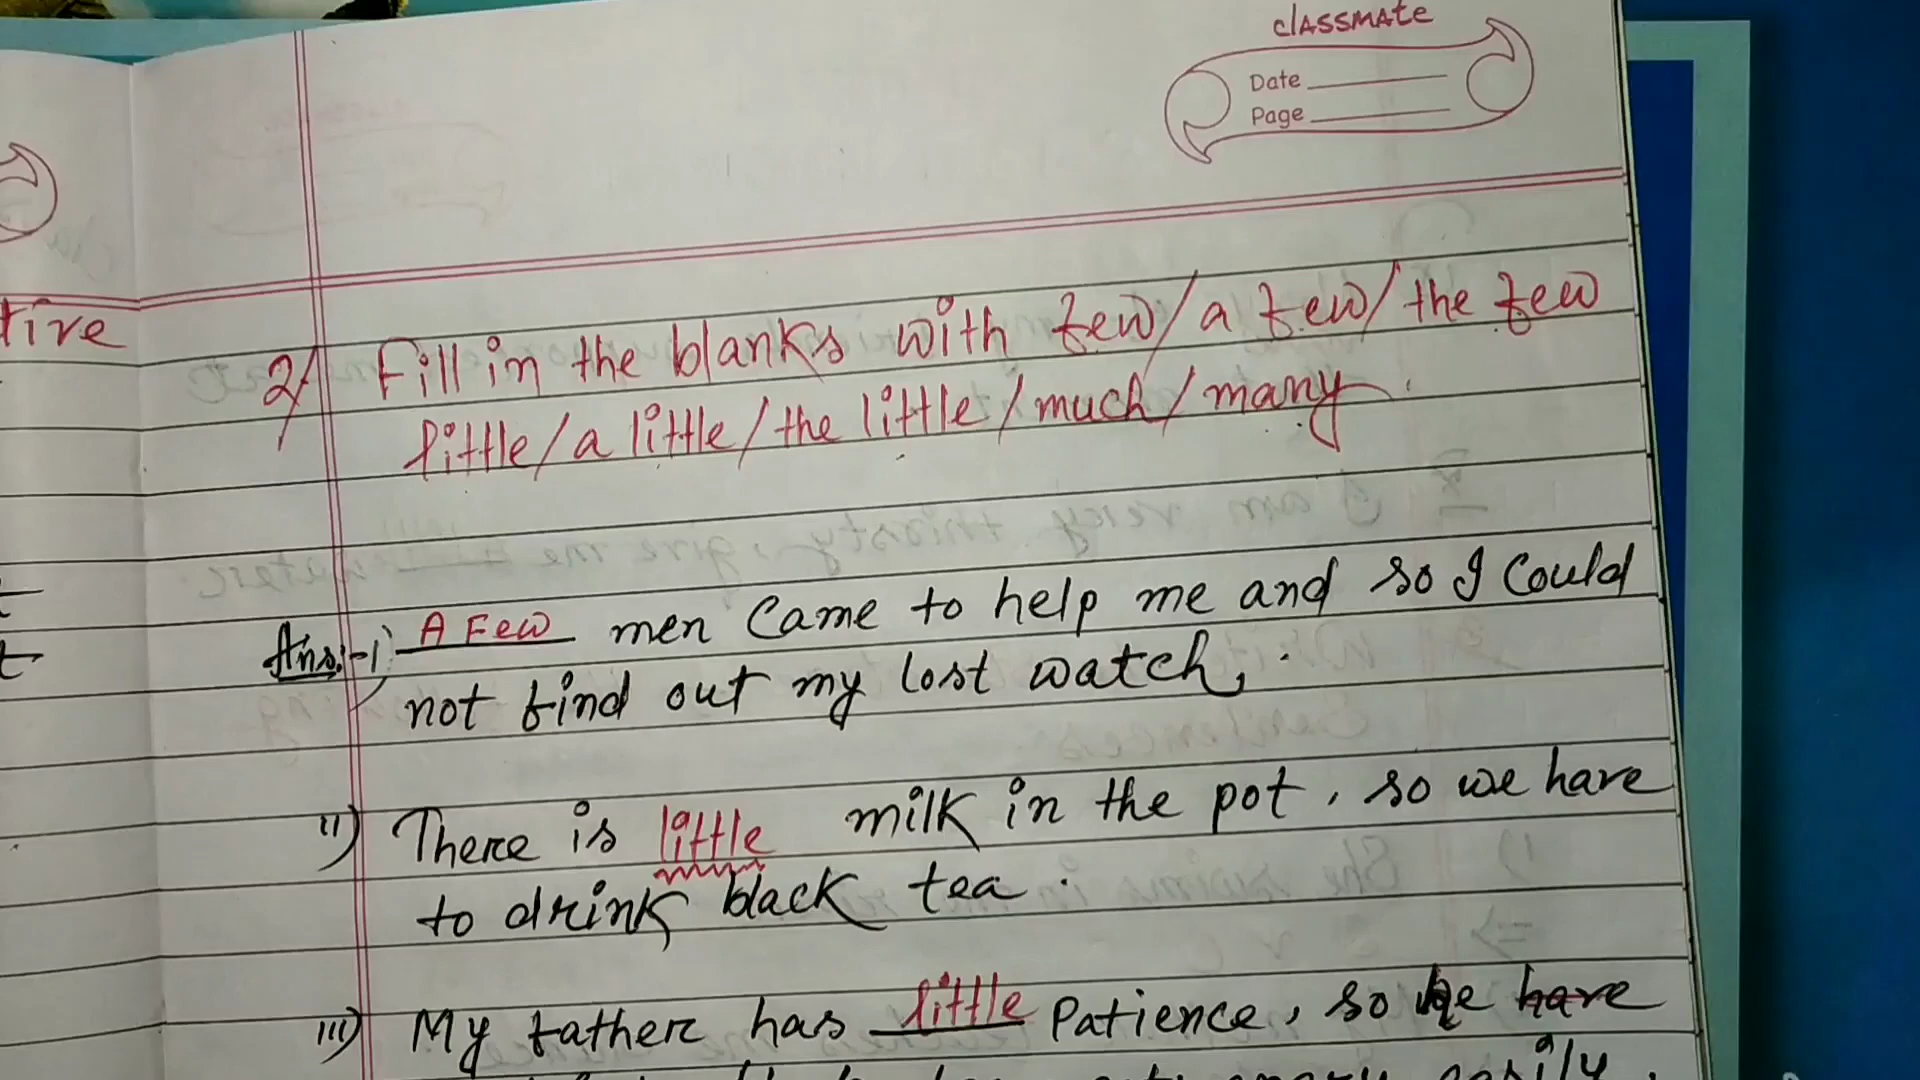 classmate
Date
Page
tive
2/ Fill in the blanks with few/a few/the few
little/a little/the little/much/many.
Ans:-i) A Few men came to help me and so I could
not find out my lost watch.
ii) There is little milk in the pot, so we have
to drink black tea.
iii) My father has little patience, so he have
easily.